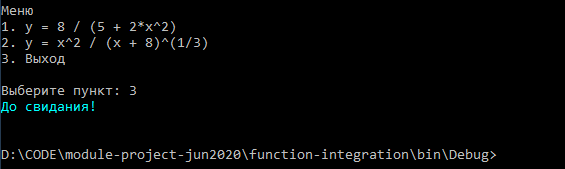 Меню
1. y = 8 / (5 + 2*x^2)
2. y = x^2 / (x + 8)^(1/3)
3. Выход
Выберите пункт: 3
До свидания!
D:\CODE\module-project-jun2020\function-integration\bin\Debug>